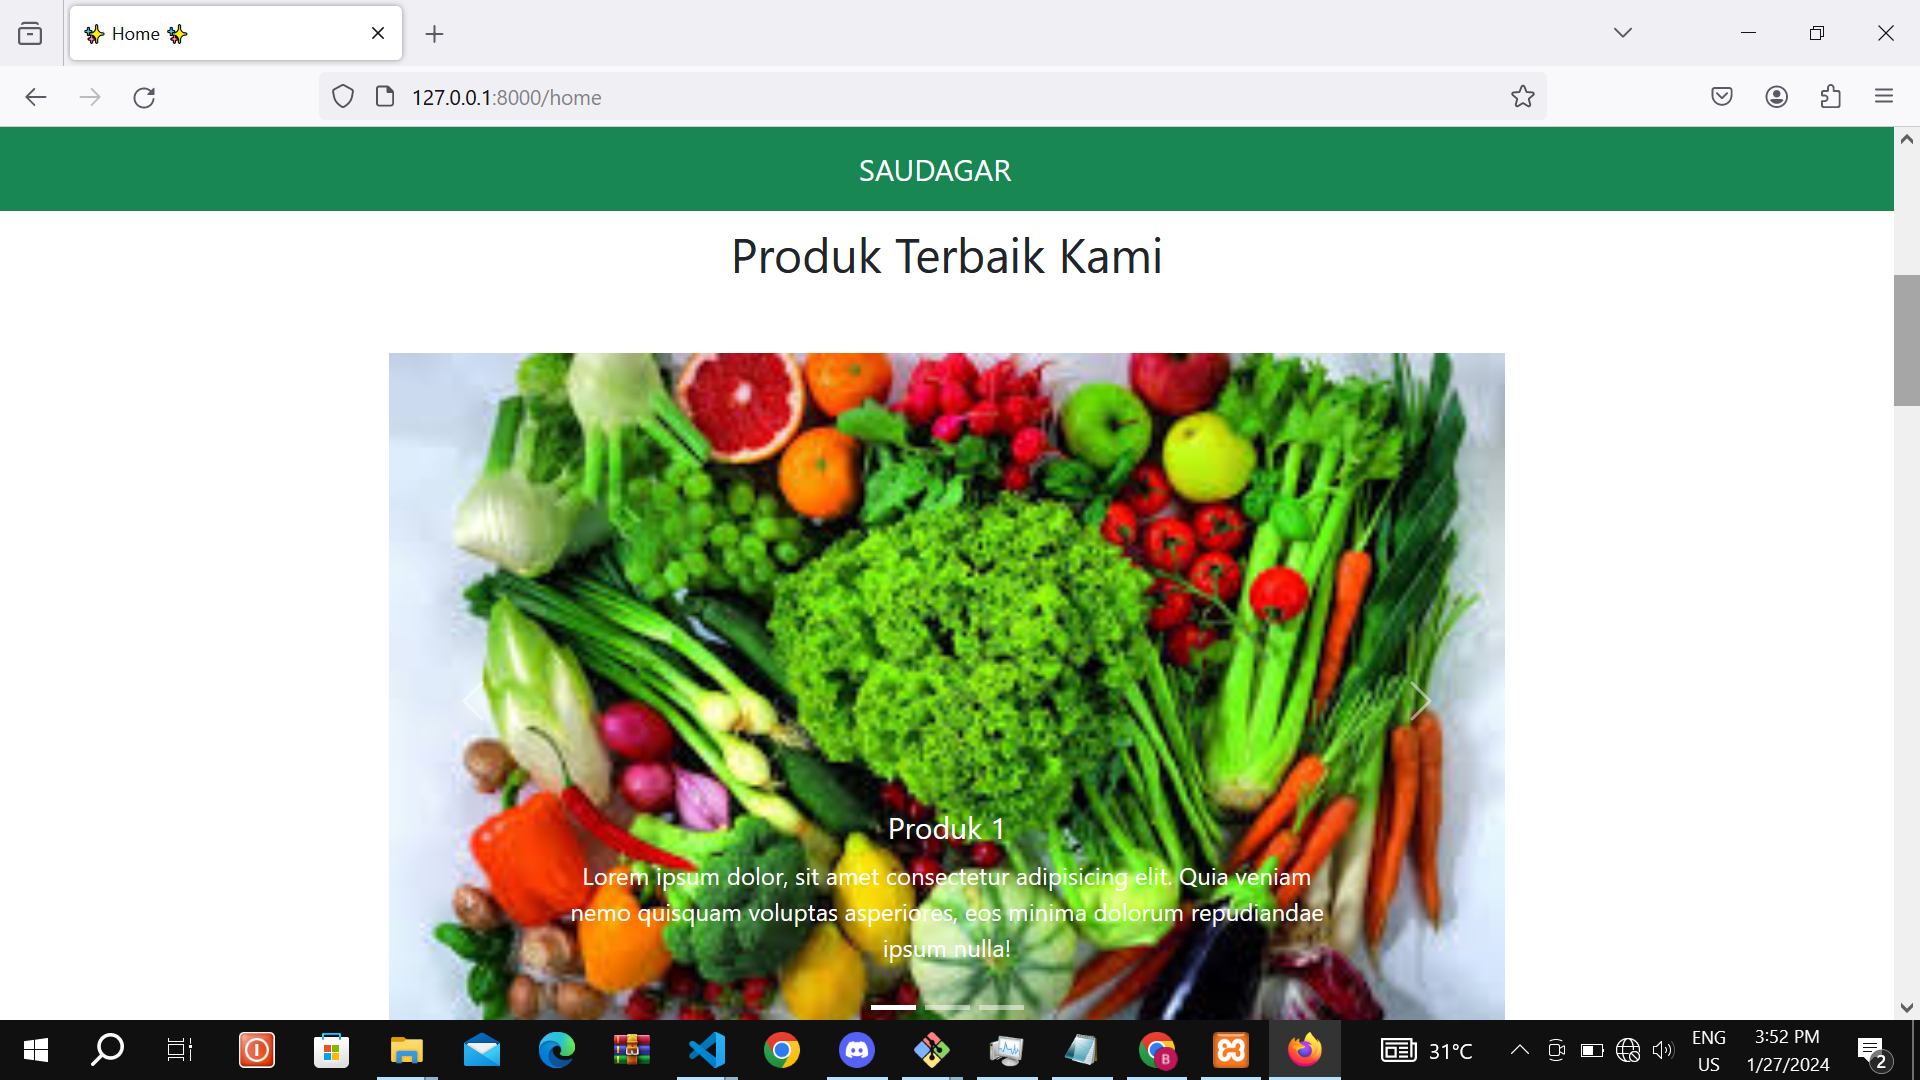 Home
127.0.0.1:8000/home
SAUDAGAR
Produk Terbaik Kami
Produk 1
Lorem ipsum dolor, sit amet consectetur adipisicing elit. Quia veniam
nemo quisquam voluptas asperiores, eos minima dolorum repudiandae
ipsum nulla!
B
31°C
ENG
US
3:52 PM
1/27/2024
2